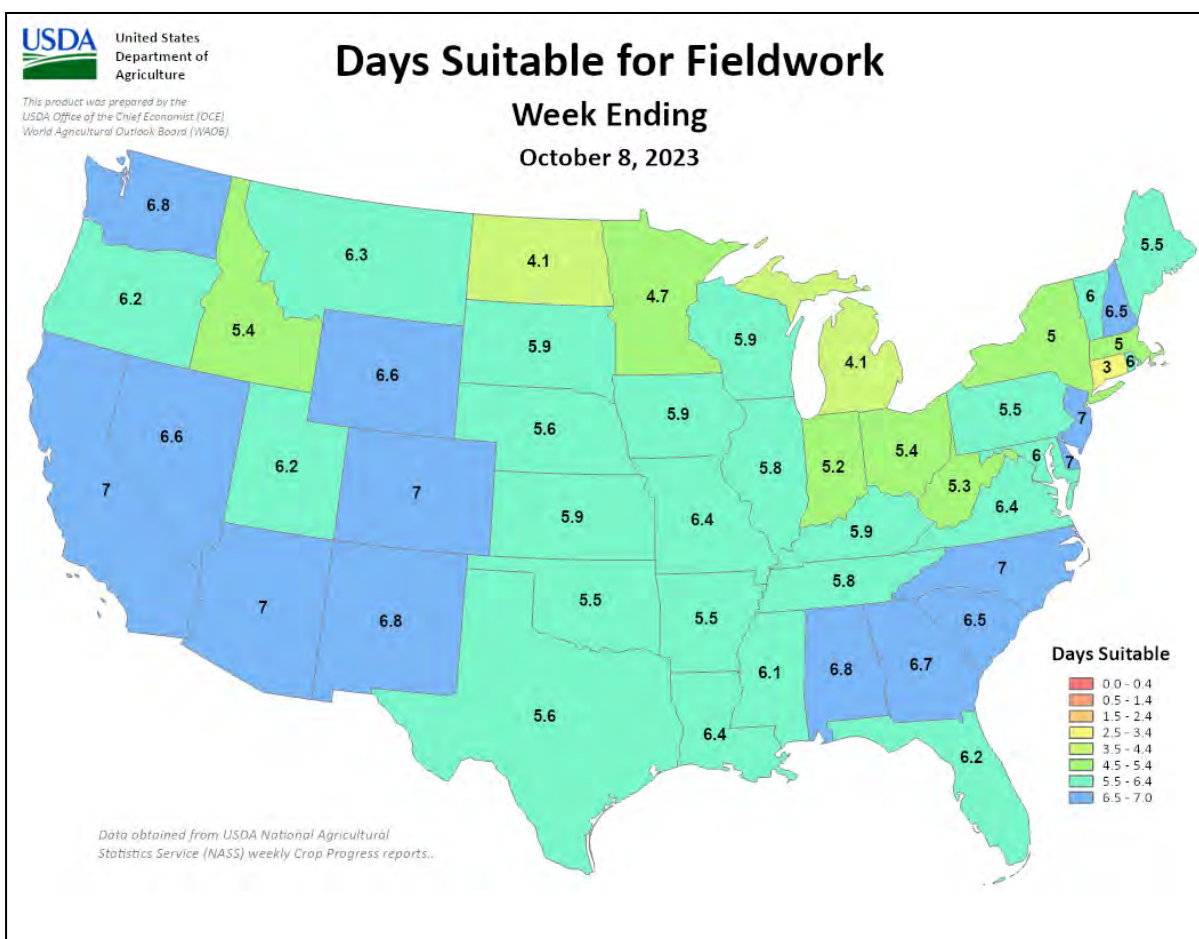 USDA
United States
Department of
Agriculture
This product was prepared by the
USDA Office of the Chief Economist (OCE)
World Agricultural Outlook Board (WAOB)
Days Suitable for Fieldwork
Week Ending
October 8, 2023
6.8
6.3
4.1
4.7
5.5
6.2
5.4
5.9
5.9
4.1
6
6.5
5
5
3
6
6.6
6.6
5.6
5.9
5.5
7
7
6.2
7
5.8
5.2
5.4
5.3
6
7
7
5.9
6.4
5.9
6.4
7
6.8
5.5
5.5
5.8
7
6.5
5.6
6.4
6.1
6.8
6.7
6.2
Days Suitable
0.0 - 0.4
0.5 - 1.4
1.5 - 2.4
2.5 - 3.4
3.5 - 4.4
4.5 - 5.4
5.5 - 6.4
6.5 - 7.0
Data obtained from USDA National Agricultural
Statistics Service (NASS) weekly Crop Progress reports..